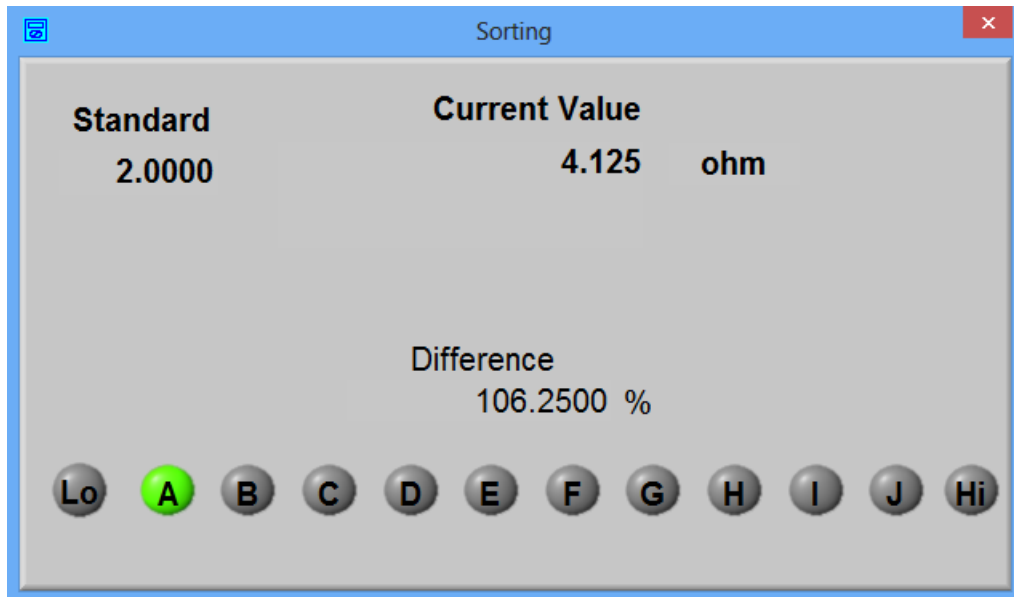 Sorting
Standard
Current Value
2.0000
4.125 ohm
Difference
106.2500 %
Lo A B C D E F G H I J Hi